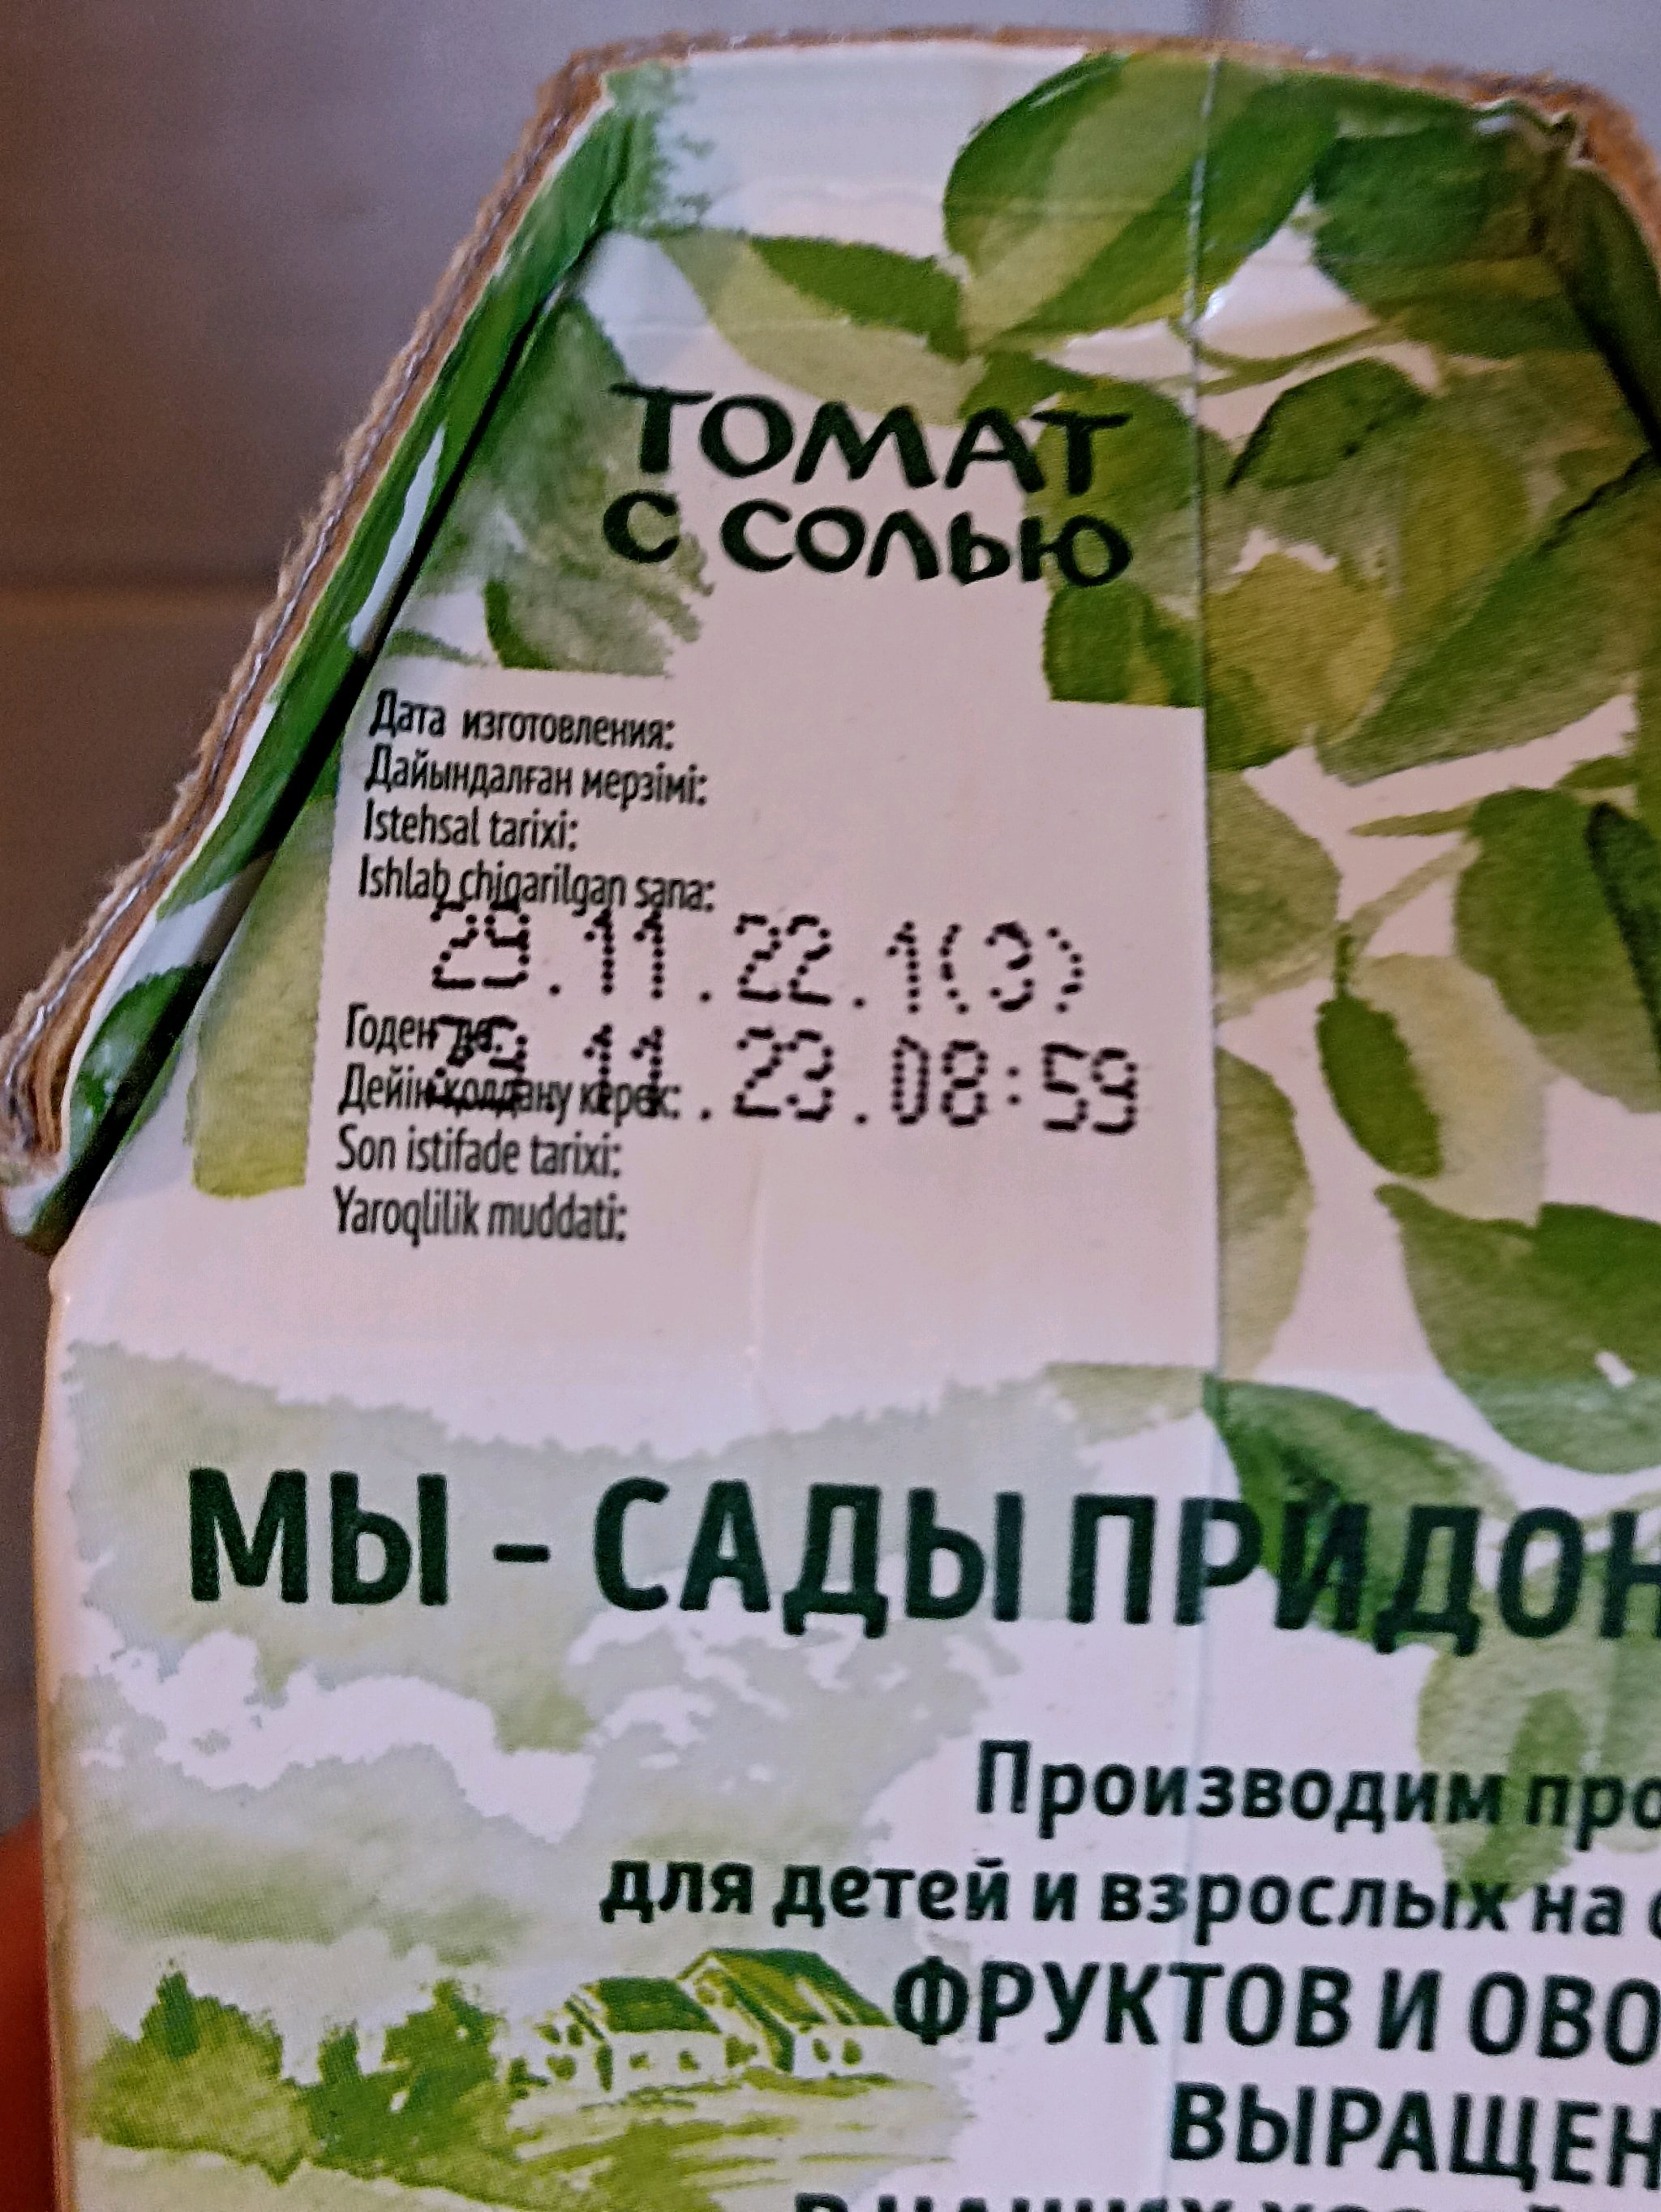 ТОМАТ
С СОЛЬЮ
Дата изготовления:
Дайындалған мерзімі:
Istehsal tarixi:
Ishlab chiqarilgan sana:
29.11.22.1(3)
Годен до:
29.11.23.08:59
Дейін қолдану керек:
Son istifade tarixi:
Yaroqlilik muddati:
МЫ – САДЫ ПРИДОН
Производим про
для детей и взрослых на
ФРУКТОВ И ОВО
ВЫРАЩЕН